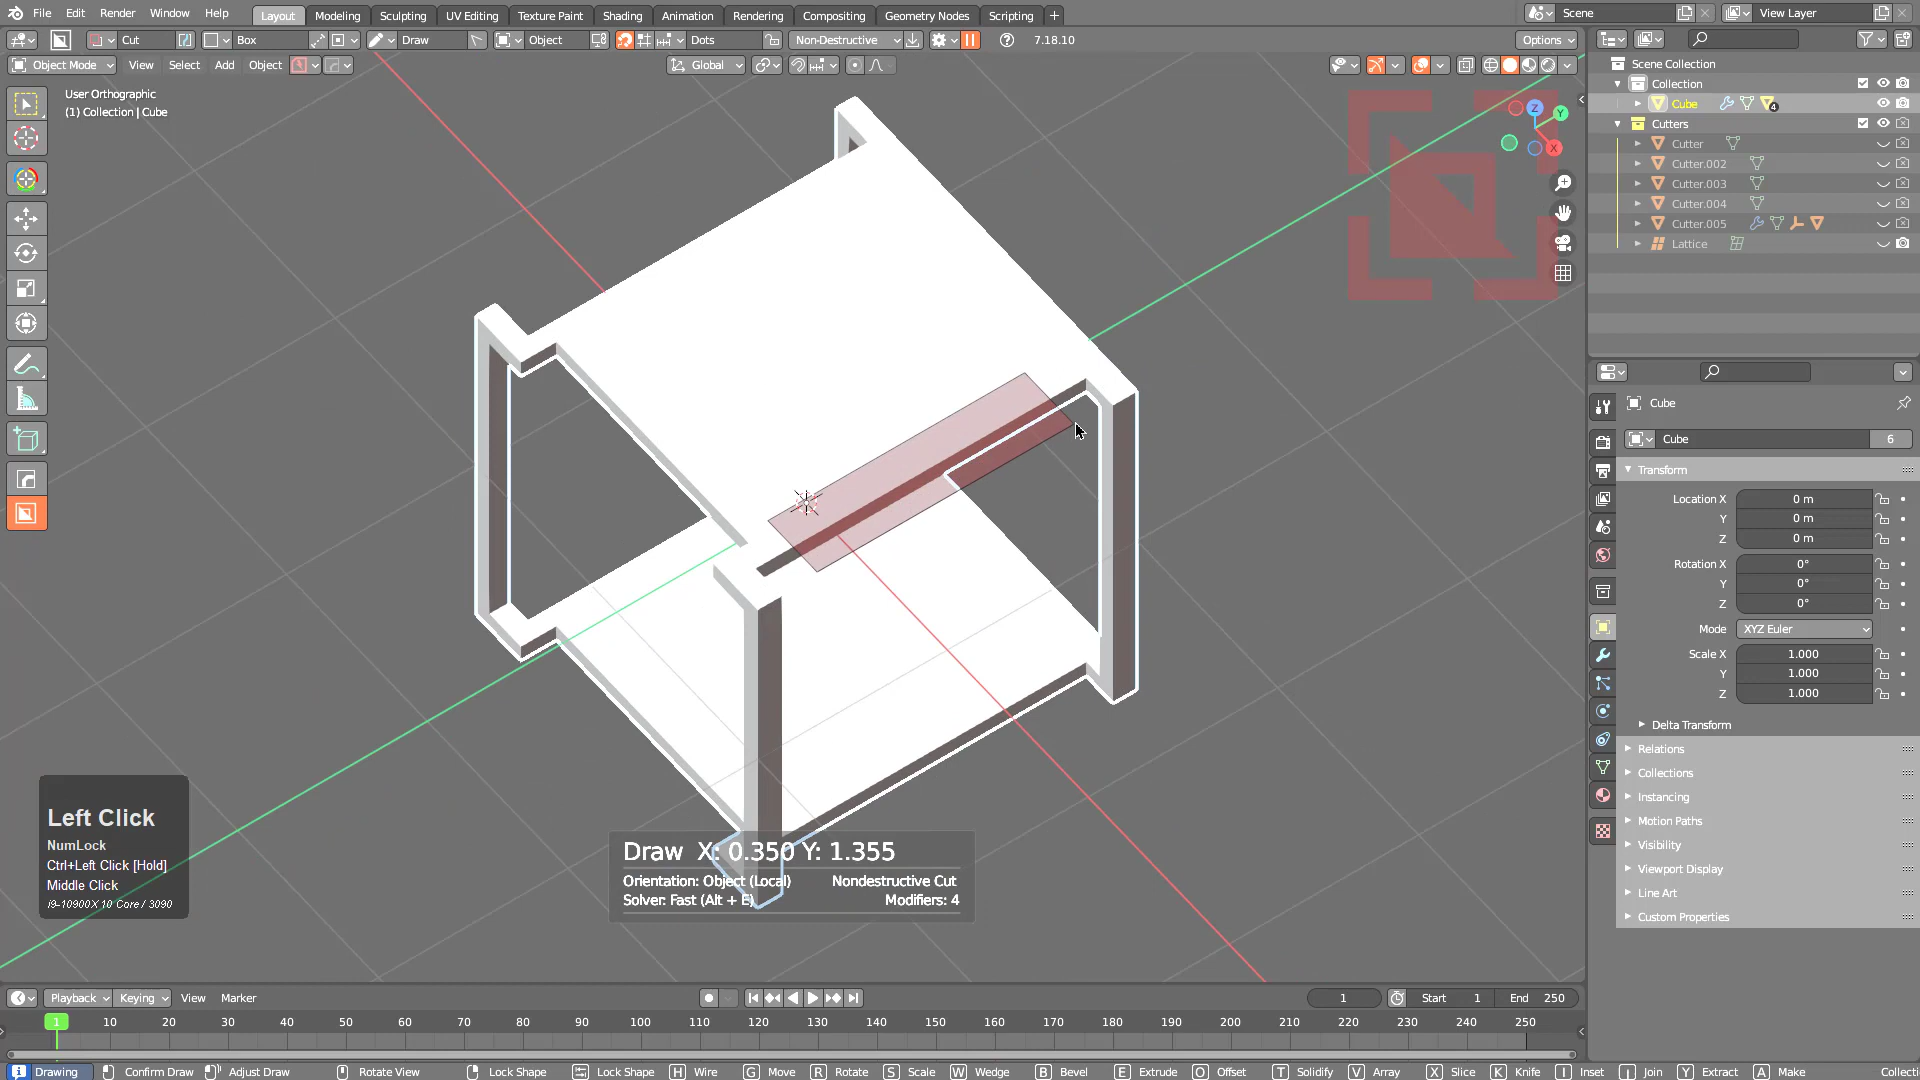 File Edit Render Window Help Layout Modeling Sculpting UV Editing Texture Paint Shading Animation Rendering Compositing Geometry Nodes Scripting + Scene View Layer
Cut Box Draw Object Dots Non-Destructive 7.18.10 Options
Object Mode View Select Add Object Global
User Orthographic
(1) Collection | Cube
Z
Y
X
Scene Collection
Collection
Cube 4
Cutters
Cutter
Cutter.002
Cutter.003
Cutter.004
Cutter.005
Lattice
Cube
Cube 6
Transform
Location X 0 m
Y 0 m
Z 0 m
Rotation X 0°
Y 0°
Z 0°
Mode XYZ Euler
Scale X 1.000
Y 1.000
Z 1.000
Delta Transform
Relations
Collections
Instancing
Motion Paths
Visibility
Viewport Display
Line Art
Custom Properties
Left Click
NumLock
Ctrl+Left Click [Hold]
Middle Click
i9-10900X 10 Core / 3090
Draw X: 0.350 Y: 1.355
Orientation: Object (Local) Nondestructive Cut
Solver: Fast (Alt + E) Modifiers: 4
Playback Keying View Marker 1 Start 1 End 250
1 10 20 30 40 50 60 70 80 90 100 110 120 130 140 150 160 170 180 190 200 210 220 230 240 250
Drawing Confirm Draw Adjust Draw Rotate View Lock Shape Lock Shape H Wire G Move R Rotate S Scale W Wedge B Bevel E Extrude O Offset T Solidify V Array X Slice K Knife I Inset J Join Y Extract A Make Collecti